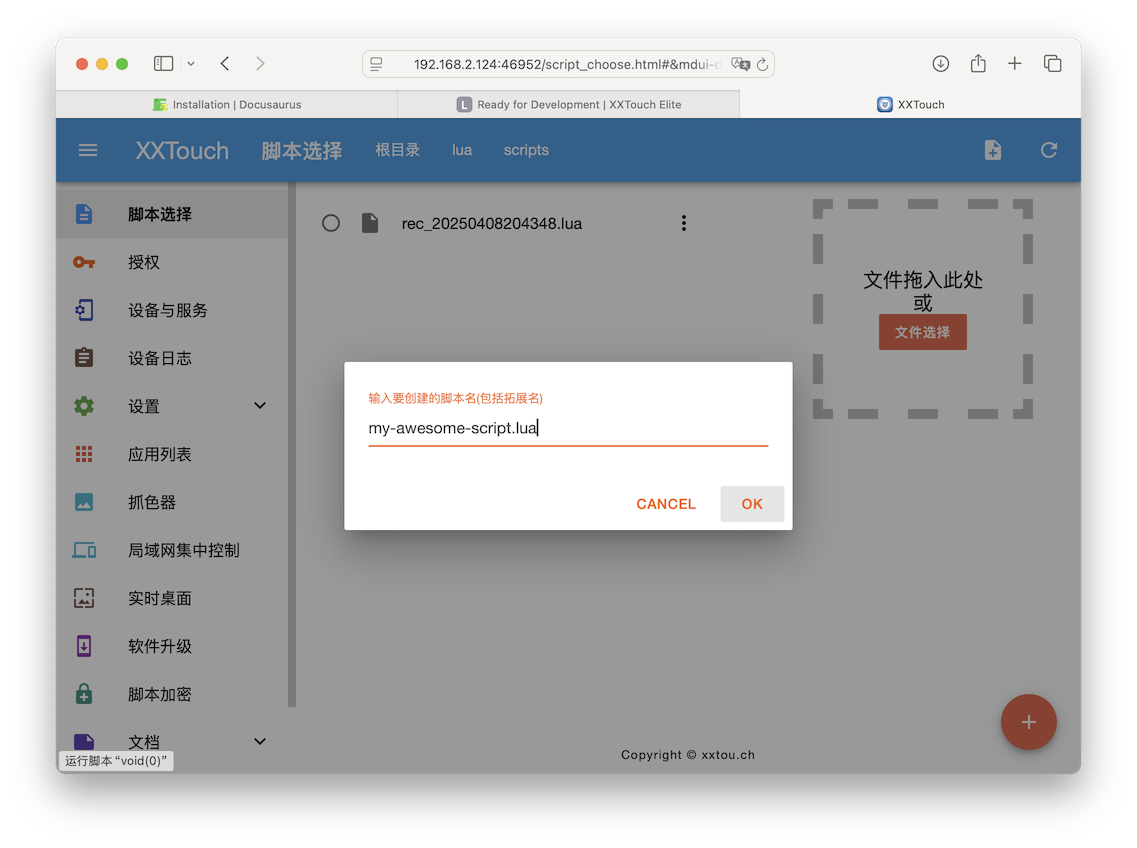 192.168.2.124:46952/script_choose.html#&mdui-d
Installation | Docusaurus
L Ready for Development | XXTouch Elite
XXTouch
XXTouch 脚本选择 根目录 lua scripts
脚本选择
授权
设备与服务
设备日志
设置
应用列表
抓色器
局域网集中控制
实时桌面
软件升级
脚本加密
文档
运行脚本“void(0)”
rec_20250408204348.lua
文件拖入此处
或
文件选择
输入要创建的脚本名(包括拓展名)
my-awesome-script.lua
CANCEL OK
Copyright © xxtou.ch